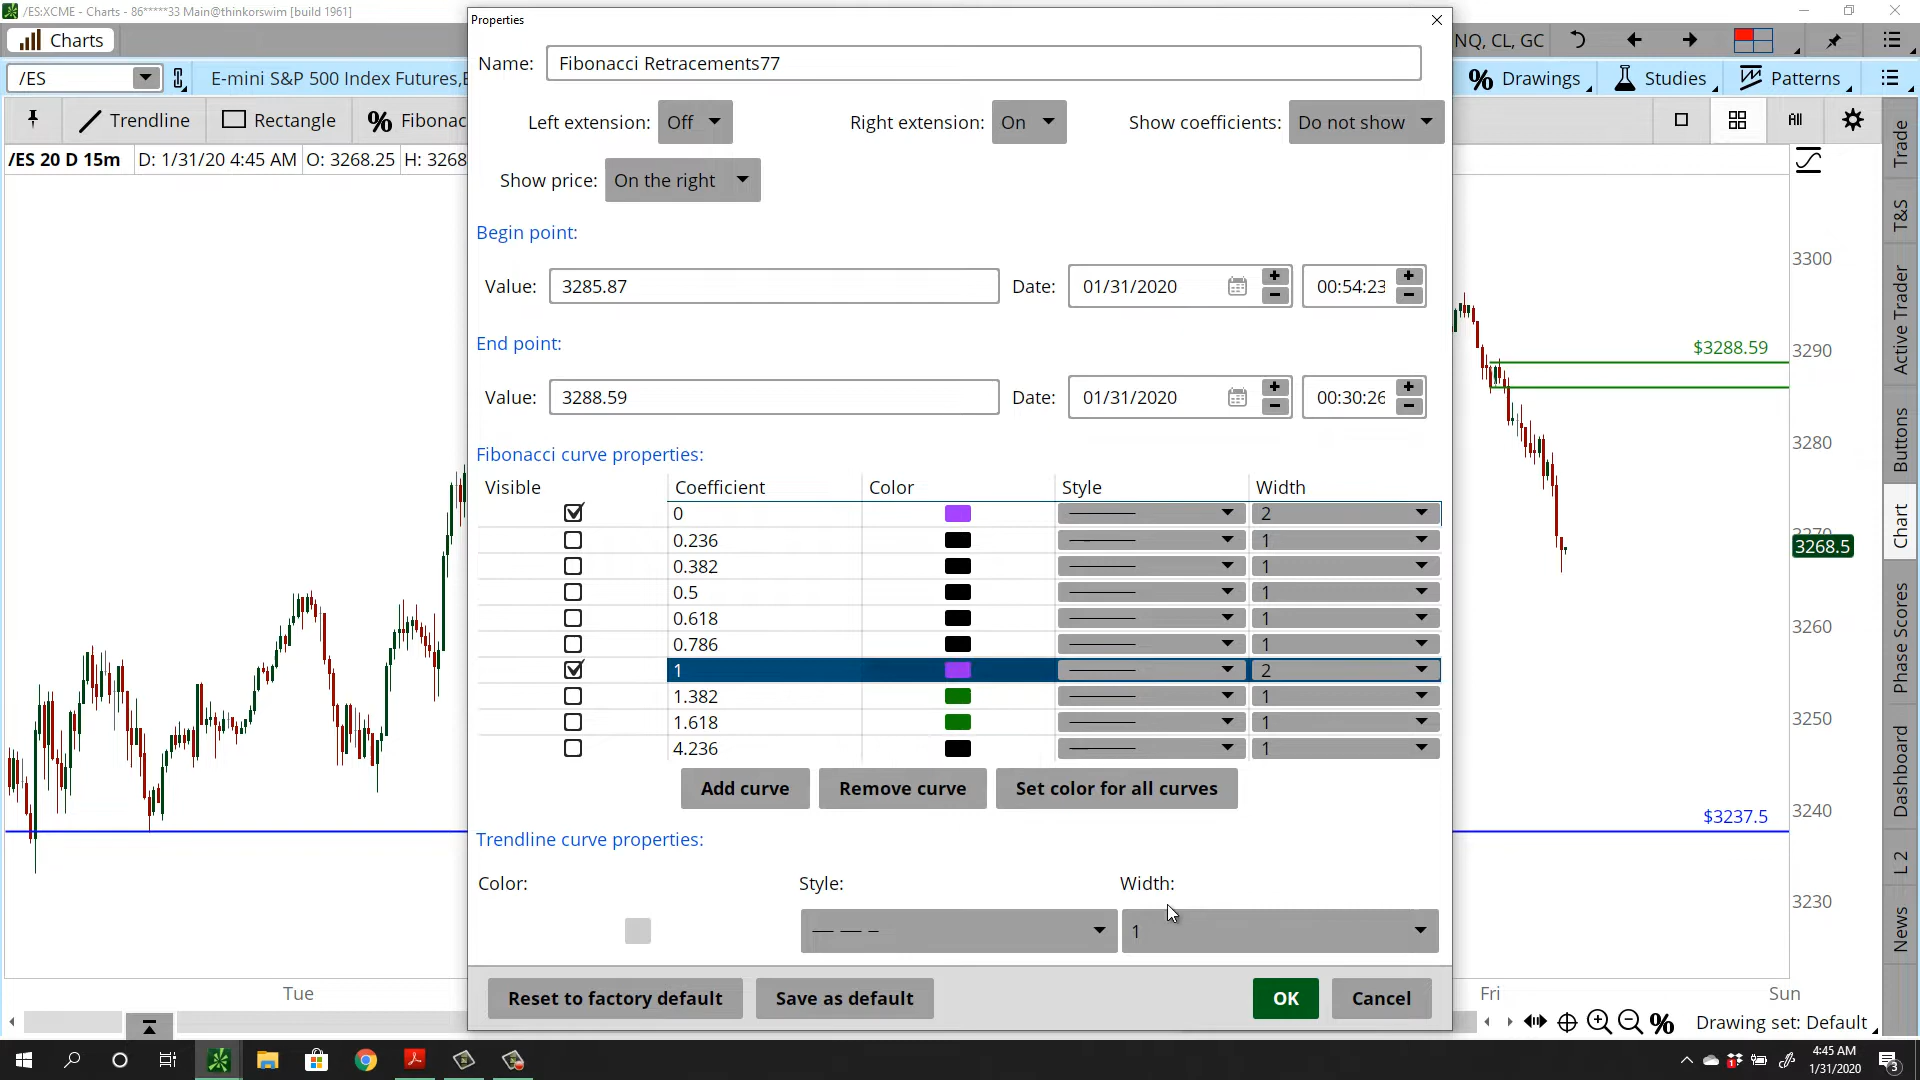 /ES:XCME - Charts - 86*****33 Main@thinkorswim [build 1961]
Properties
Charts
NQ, CL, GC
Name: Fibonacci Retracements77
/ES
E-mini S&P 500 Index Futures,
% Drawings
Studies
Patterns
Trendline
Rectangle
% Fibonac
Left extension: Off
Right extension: On
Show coefficients: Do not show
All
/ES 20 D 15m
D: 1/31/20 4:45 AM
O: 3268.25
H: 3268
Show price: On the right
Begin point:
Value: 3285.87
Date: 01/31/2020
00:54:23
End point:
Value: 3288.59
Date: 01/31/2020
00:30:26
Fibonacci curve properties:
Visible Coefficient Color Style Width
0 2
0.236 1
0.382 1
0.5 1
0.618 1
0.786 1
1 2
1.382 1
1.618 1
4.236 1
Add curve
Remove curve
Set color for all curves
Trendline curve properties:
Color: Style: Width:
1
Reset to factory default
Save as default
OK
Cancel
$3288.59
$3237.5
3300
3290
3280
3270
3268.5
3260
3250
3240
3230
Trade
T&S
Active Trader
Buttons
Chart
Phase Scores
Dashboard
L 2
News
Tue
Fri
Sun
%
Drawing set: Default
4:45 AM
1/31/2020
1
3